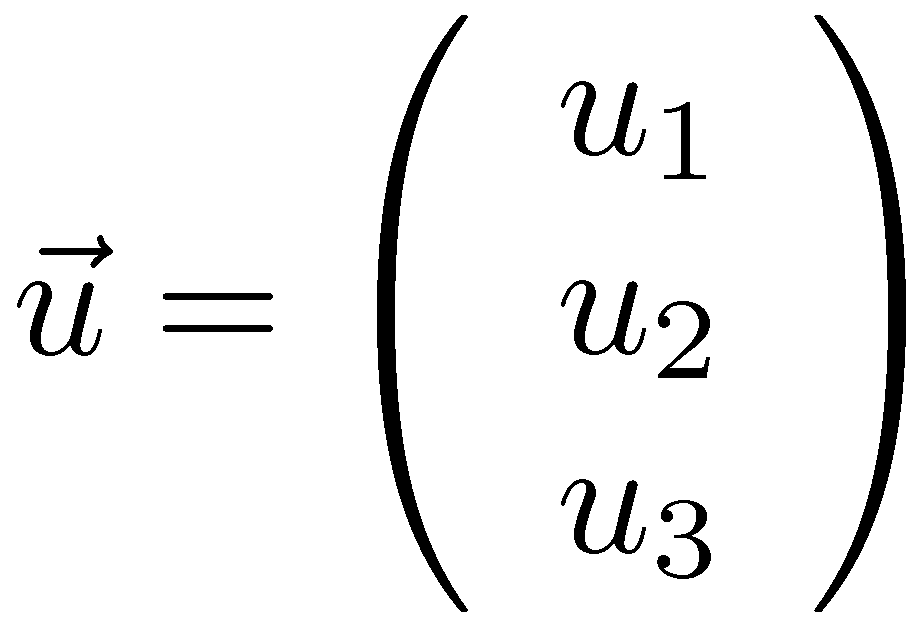 u₁
u⃗ = ( u₂ )
u₃